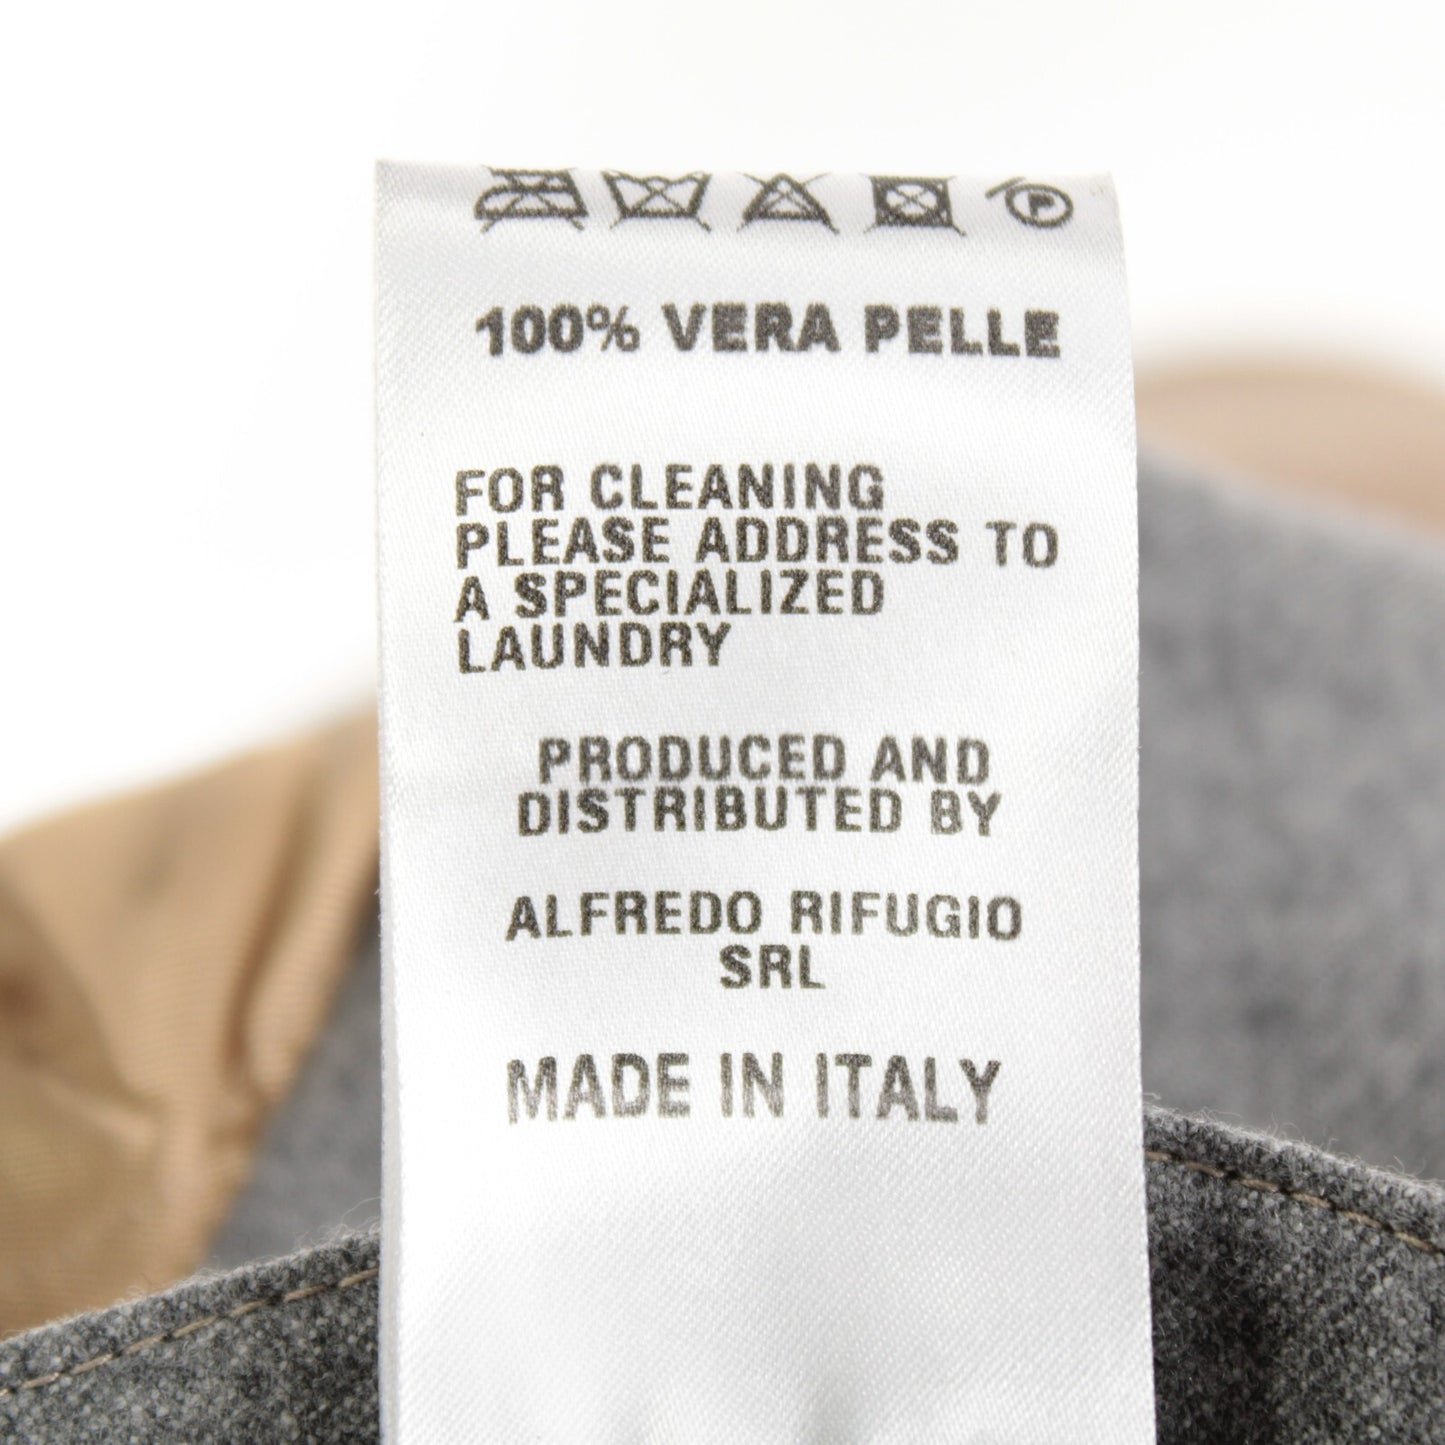 P
100% VERA PELLE
FOR CLEANING
PLEASE ADDRESS TO
A SPECIALIZED
LAUNDRY
PRODUCED AND
DISTRIBUTED BY
ALFREDO RIFUGIO
SRL
MADE IN ITALY